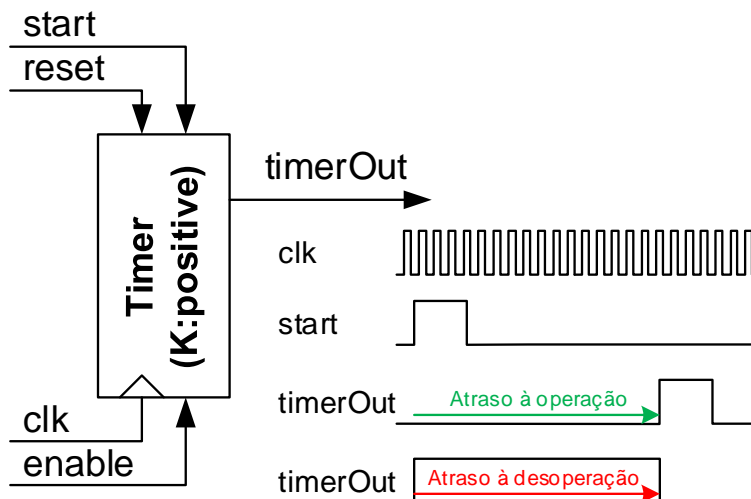 start
reset
timerOut
Timer
(K:positive)
clk
enable
clk
start
timerOut
Atraso à operação
timerOut
Atraso à desoperação